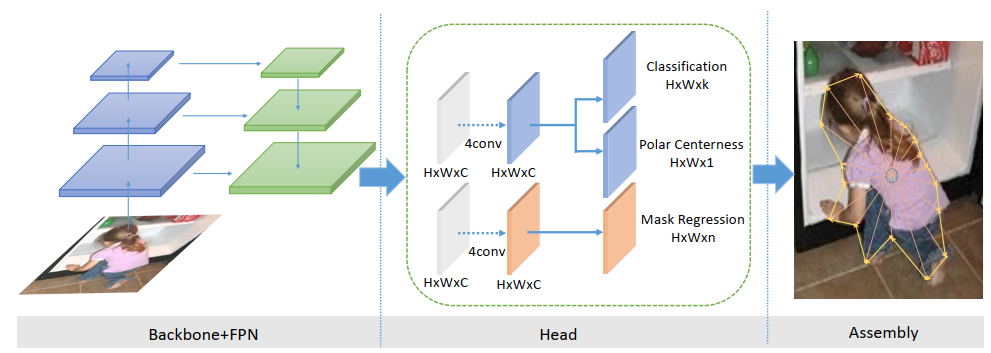 Classification
HxWxk
4conv
HxWxC
HxWxC
Polar Centerness
HxWx1
Mask Regression
HxWxn
4conv
HxWxC
HxWxC
Backbone+FPN
Head
Assembly